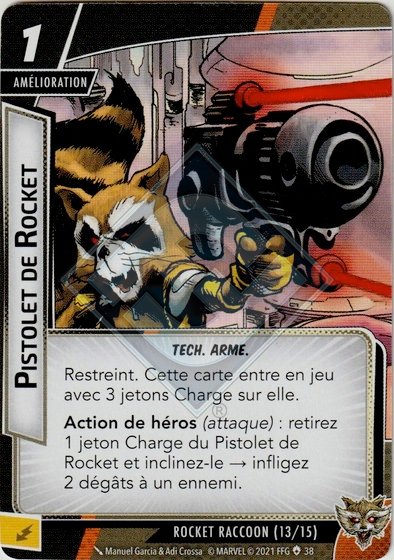 1
AMÉLIORATION
PISTOLET DE ROCKET
TECH. ARME.
Restreint. Cette carte entre en jeu
avec 3 jetons Charge sur elle.
Action de héros (attaque) : retirez
1 jeton Charge du Pistolet de
Rocket et inclinez-le → infligez
2 dégâts à un ennemi.
ROCKET RACCOON (13/15)
Manuel Garcia & Adi Crossa © MARVEL © 2021 FFG 38